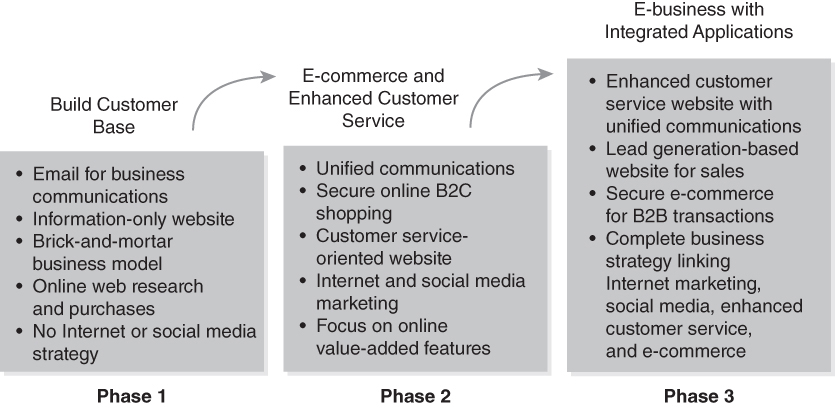 Build Customer
Base
• Email for business
communications
• Information-only website
• Brick-and-mortar
business model
• Online web research
and purchases
• No Internet or social media
strategy
Phase 1
E-commerce and
Enhanced Customer
Service
• Unified communications
• Secure online B2C
shopping
• Customer service-
oriented website
• Internet and social media
marketing
• Focus on online
value-added features
Phase 2
E-business with
Integrated Applications
• Enhanced customer
service website with
unified communications
• Lead generation-based
website for sales
• Secure e-commerce
for B2B transactions
• Complete business
strategy linking
Internet marketing,
social media, enhanced
customer service,
and e-commerce
Phase 3